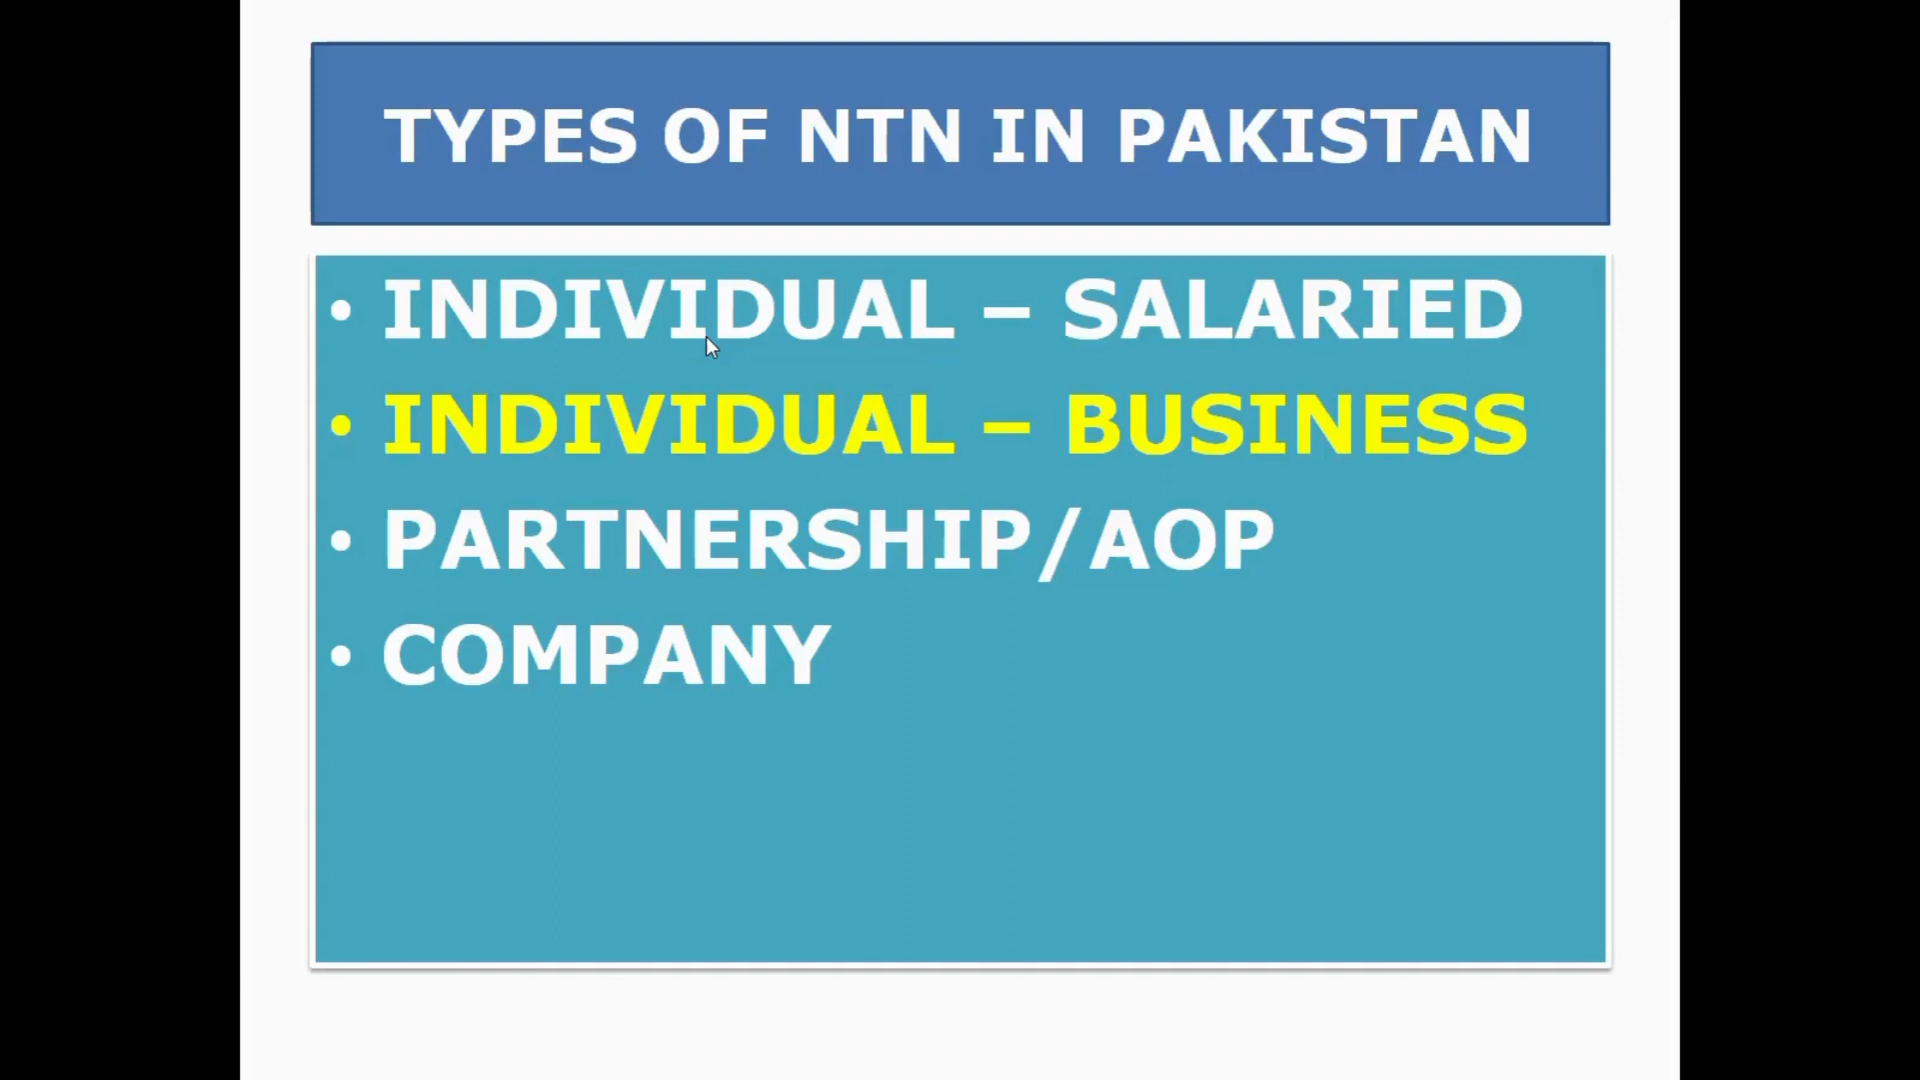 TYPES OF NTN IN PAKISTAN
• INDIVIDUAL – SALARIED
• INDIVIDUAL – BUSINESS
• PARTNERSHIP/AOP
• COMPANY